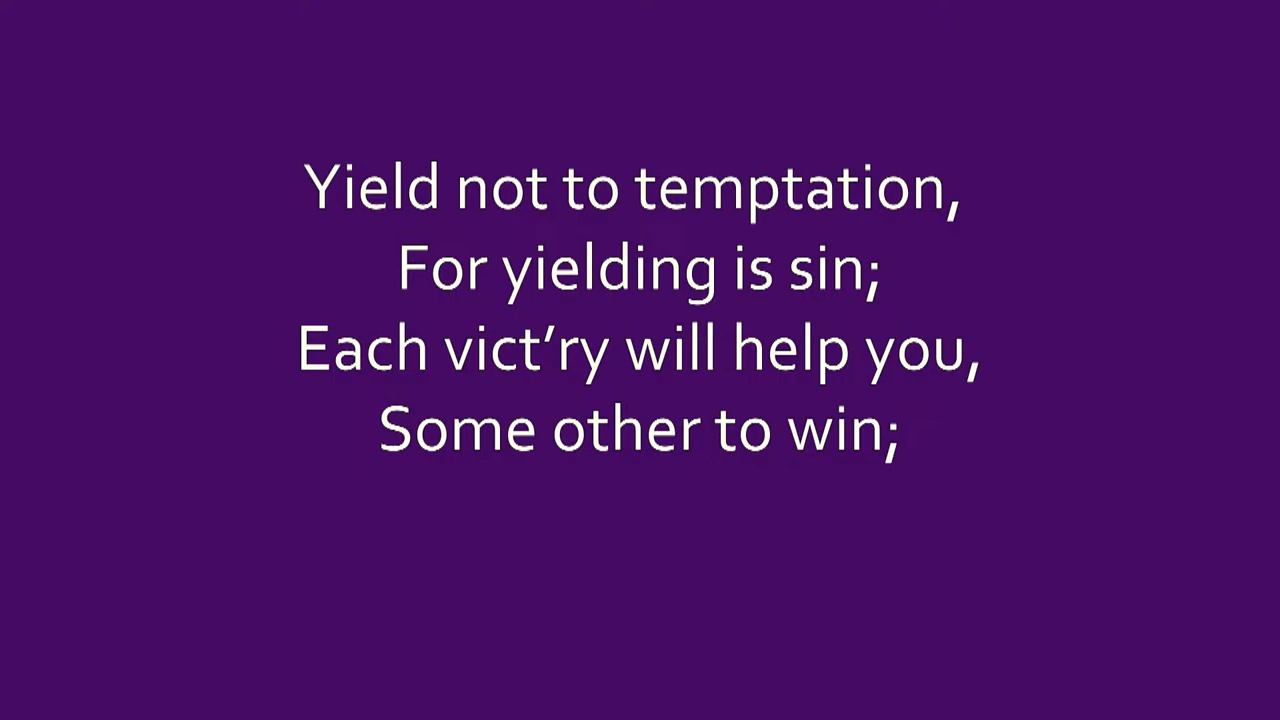 Yield not to temptation,
For yielding is sin;
Each vict’ry will help you,
Some other to win;